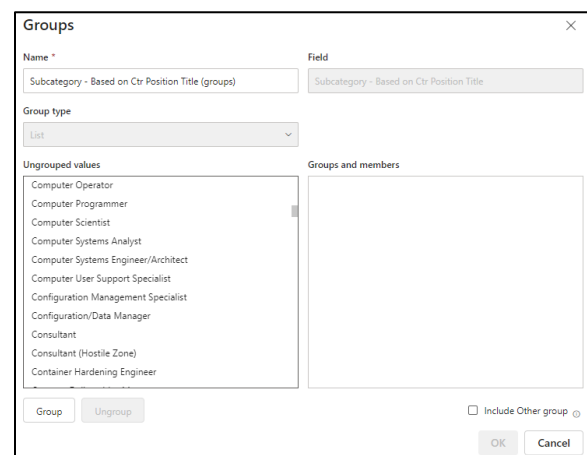 Groups
Name *
Field
Subcategory - Based on Ctr Position Title (groups)
Subcategory - Based on Ctr Position Title
Group type
List
Ungrouped values
Groups and members
Computer Operator
Computer Programmer
Computer Scientist
Computer Systems Analyst
Computer Systems Engineer/Architect
Computer User Support Specialist
Configuration Management Specialist
Configuration/Data Manager
Consultant
Consultant (Hostile Zone)
Container Hardening Engineer
Group
Ungroup
Include Other group
OK
Cancel